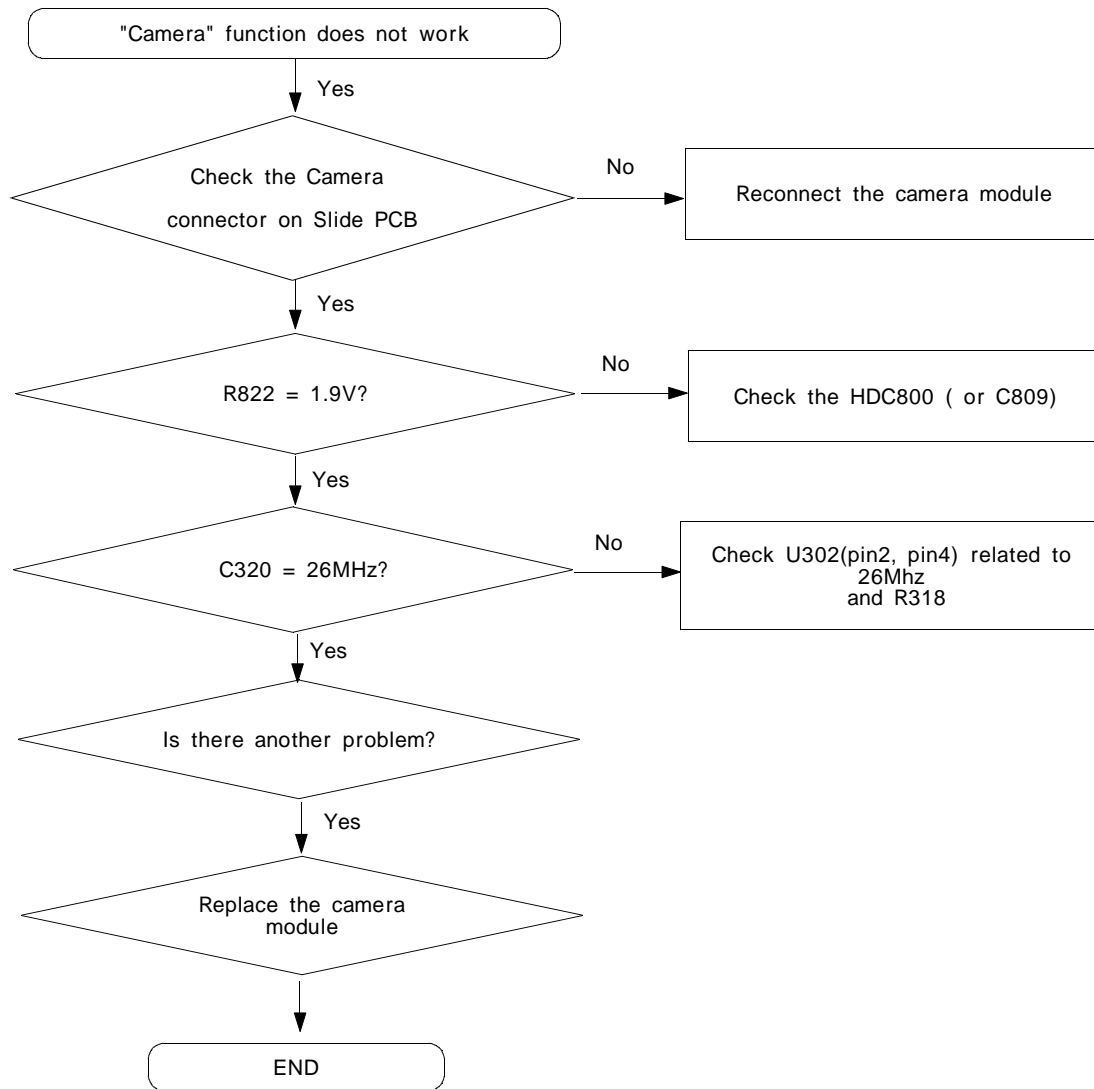 "Camera" function does not work
Yes
Check the Camera
connector on Slide PCB
No
Reconnect the camera module
Yes
R822 = 1.9V?
No
Check the HDC800 ( or C809)
Yes
C320 = 26MHz?
No
Check U302(pin2, pin4) related to
26Mhz
and R318
Yes
Is there another problem?
Yes
Replace the camera
module
END